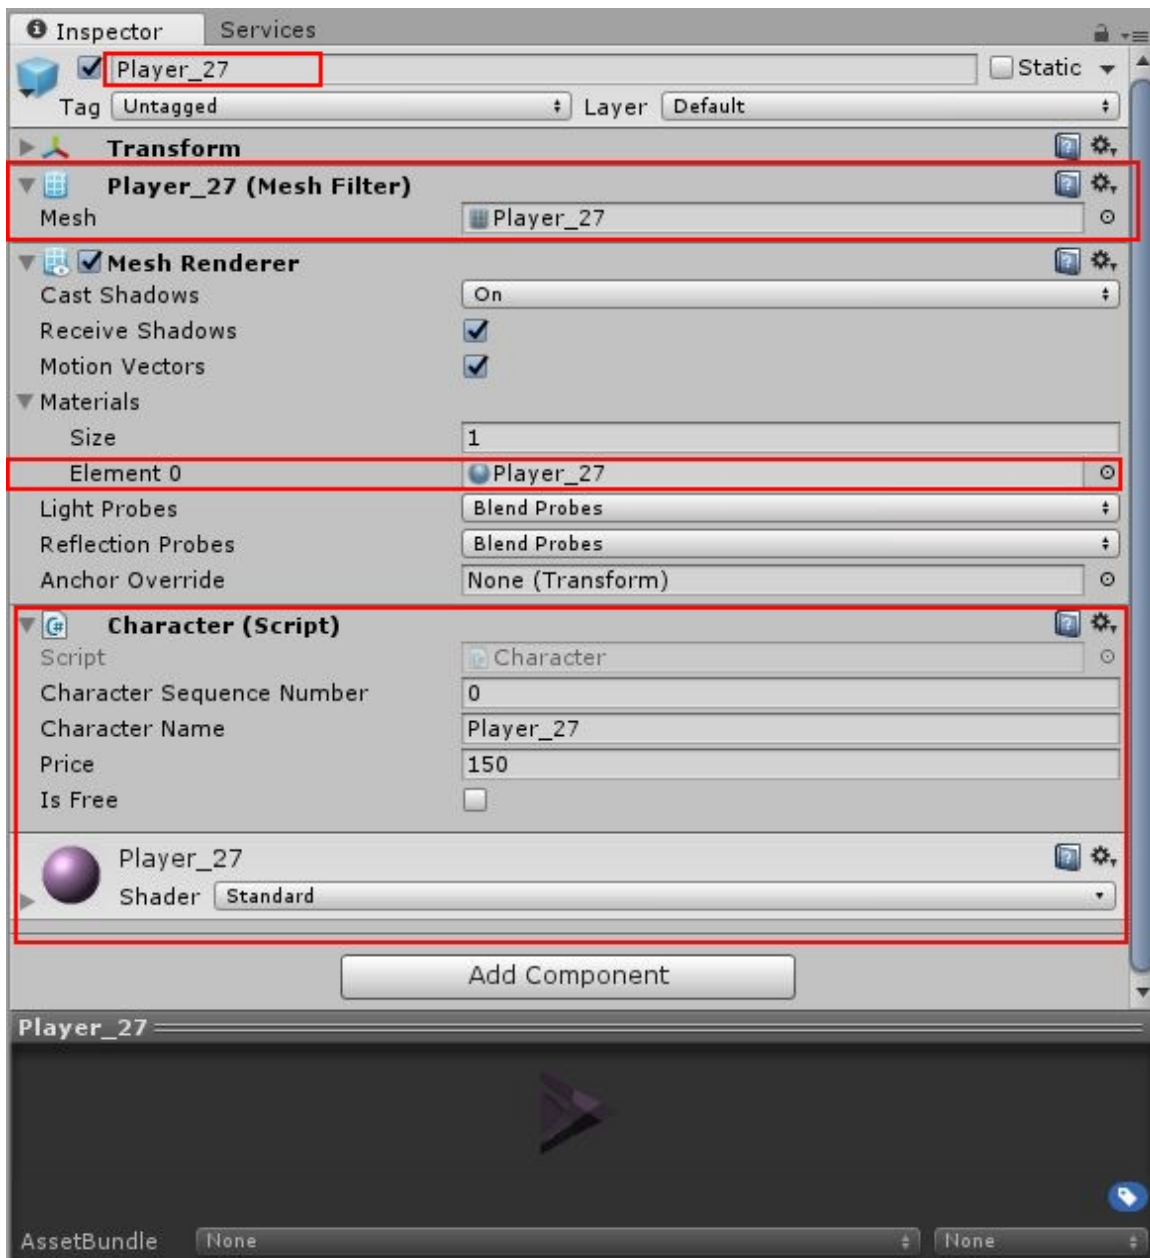 Inspector Services
Player_27 Static
Tag Untagged Layer Default
Transform
Player_27 (Mesh Filter)
Mesh Player_27
Mesh Renderer
Cast Shadows On
Receive Shadows
Motion Vectors
Materials
Size 1
Element 0 Player_27
Light Probes Blend Probes
Reflection Probes Blend Probes
Anchor Override None (Transform)
C# Character (Script)
Script Character
Character Sequence Number 0
Character Name Player_27
Price 150
Is Free
Player_27
Shader Standard
Add Component
Player_27
AssetBundle None None